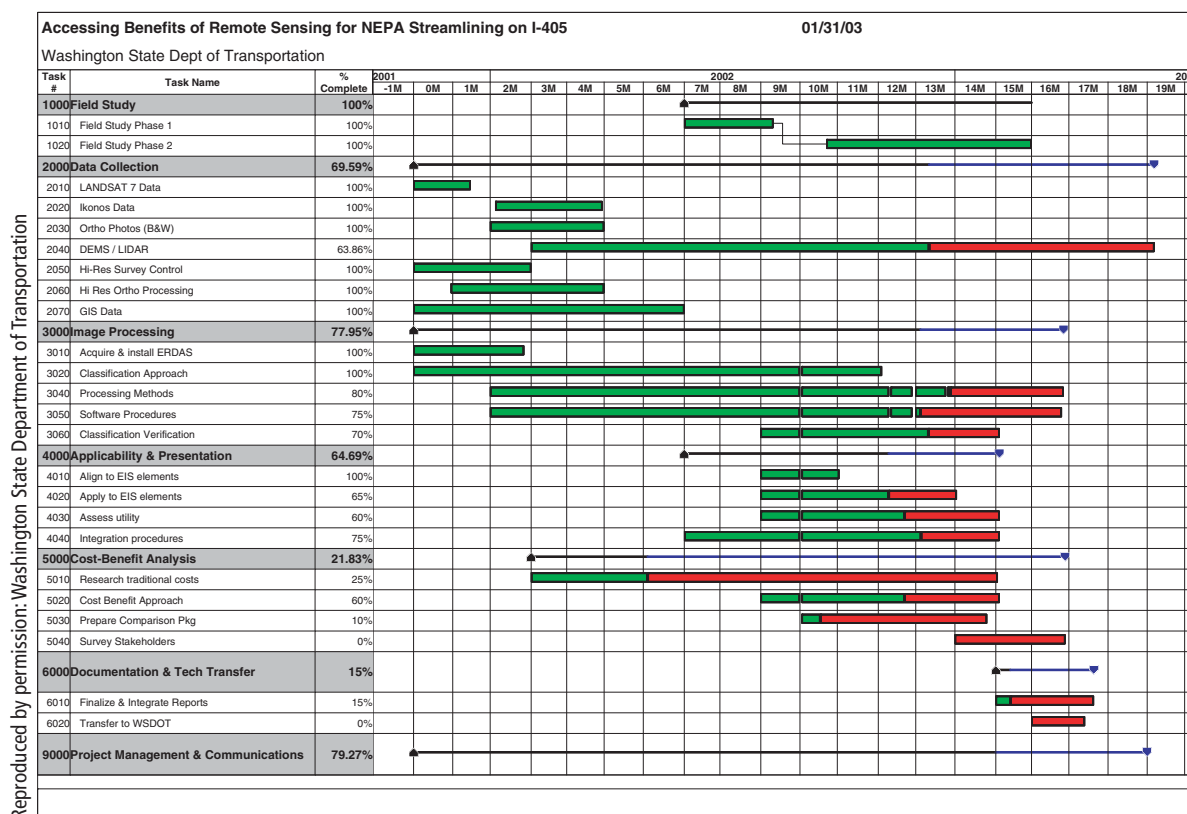 Accessing Benefits of Remote Sensing for NEPA Streamlining on I-405 01/31/03
Washington State Dept of Transportation
Task # Task Name % Complete 2001 2002 20
-1M 0M 1M 2M 3M 4M 5M 6M 7M 8M 9M 10M 11M 12M 13M 14M 15M 16M 17M 18M 19M
1000 Field Study 100%
1010 Field Study Phase 1 100%
1020 Field Study Phase 2 100%
2000 Data Collection 69.59%
2010 LANDSAT 7 Data 100%
2020 Ikonos Data 100%
2030 Ortho Photos (B&W) 100%
2040 DEMS / LIDAR 63.86%
2050 Hi-Res Survey Control 100%
2060 Hi Res Ortho Processing 100%
2070 GIS Data 100%
3000 Image Processing 77.95%
3010 Acquire & install ERDAS 100%
3020 Classification Approach 100%
3040 Processing Methods 80%
3050 Software Procedures 75%
3060 Classification Verification 70%
4000 Applicability & Presentation 64.69%
4010 Align to EIS elements 100%
4020 Apply to EIS elements 65%
4030 Assess utility 60%
4040 Integration procedures 75%
5000 Cost-Benefit Analysis 21.83%
5010 Research traditional costs 25%
5020 Cost Benefit Approach 60%
5030 Prepare Comparison Pkg 10%
5040 Survey Stakeholders 0%
6000 Documentation & Tech Transfer 15%
6010 Finalize & Integrate Reports 15%
6020 Transfer to WSDOT 0%
9000 Project Management & Communications 79.27%
Reproduced by permission: Washington State Department of Transportation